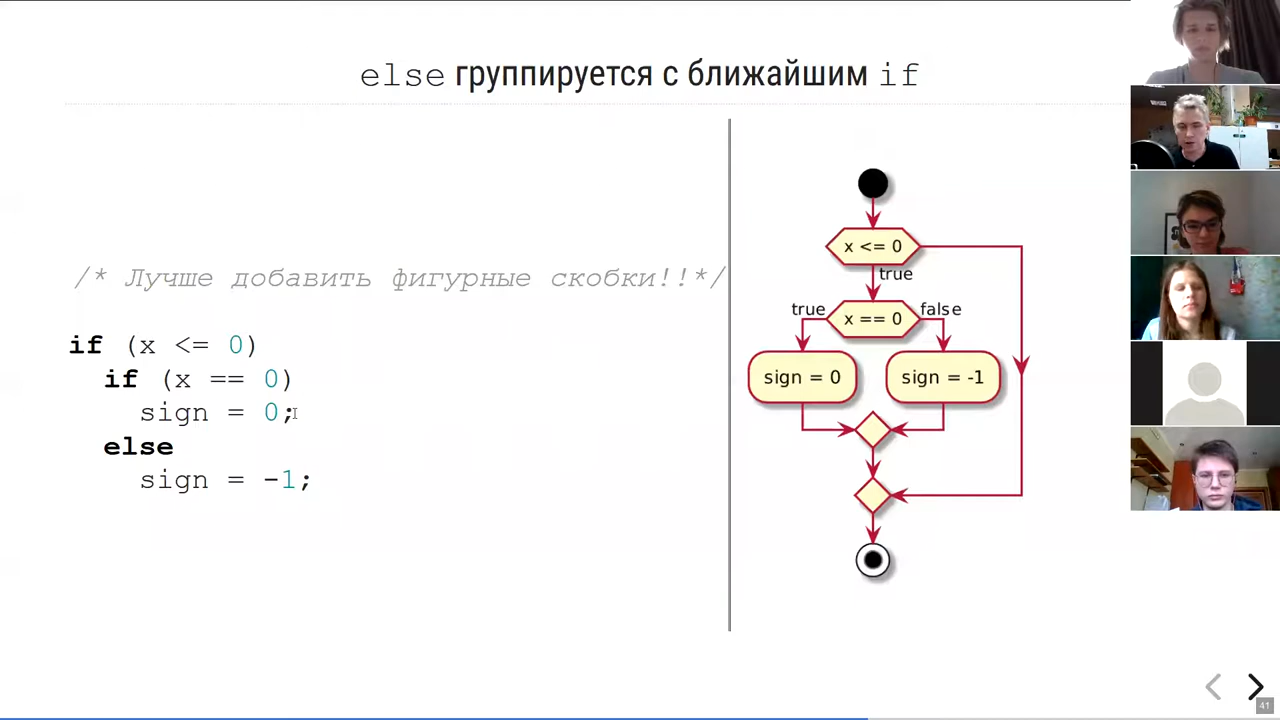 else группируется с ближайшим if
/* Лучше добавить фигурные скобки!!*/
if (x <= 0)
if (x == 0)
sign = 0;
else
sign = -1;
x <= 0
true
true
x == 0
false
sign = 0
sign = -1
41